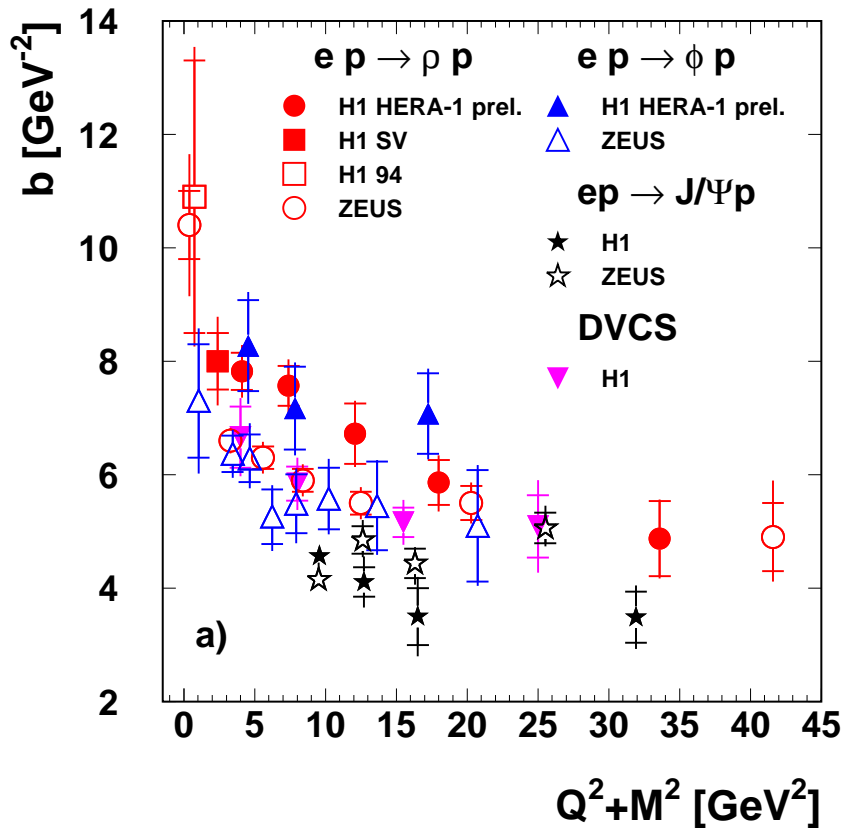 b [GeV⁻²]
14
12
10
8
6
4
2
e p → ρ p
H1 HERA-1 prel.
H1 SV
H1 94
ZEUS
e p → ϕ p
H1 HERA-1 prel.
ZEUS
ep → J/Ψp
H1
ZEUS
DVCS
H1
a)
0 5 10 15 20 25 30 35 40 45
Q²+M² [GeV²]